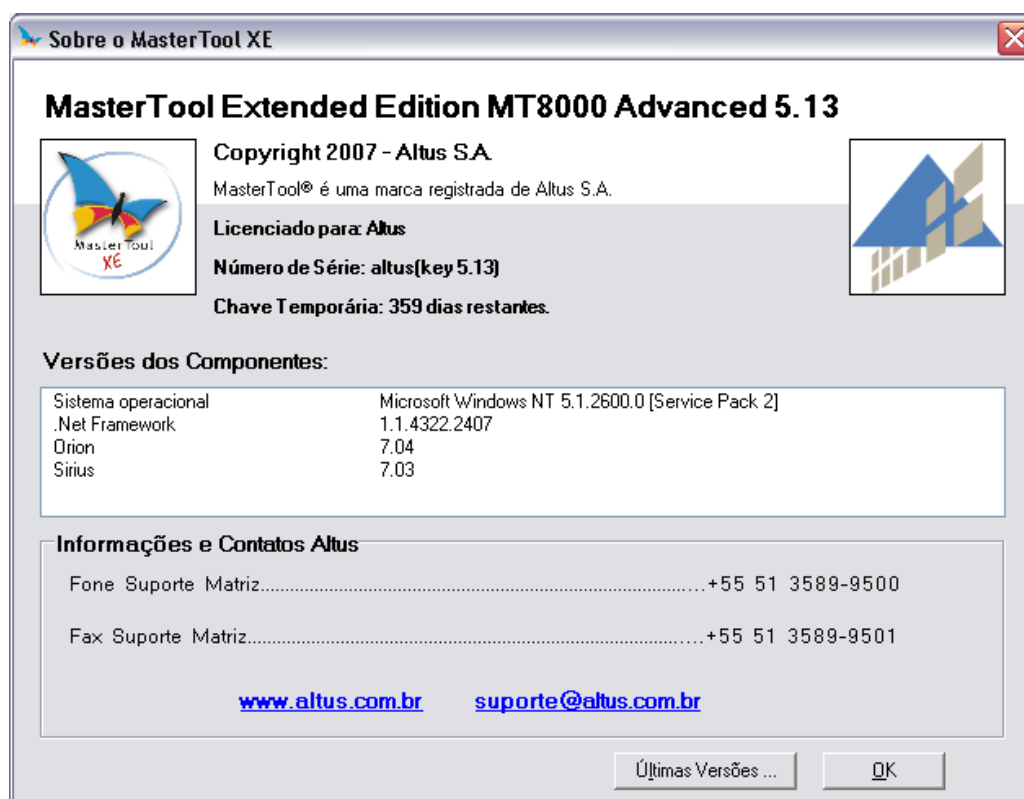 Sobre o MasterTool XE
MasterTool Extended Edition MT8000 Advanced 5.13
Copyright 2007 - Altus S.A.
MasterTool® é uma marca registrada de Altus S.A.
Licenciado para: Altus
Número de Série: altus(key 5.13)
Chave Temporária: 359 dias restantes.
MasterTool
XE
Versões dos Componentes:
Sistema operacional Microsoft Windows NT 5.1.2600.0 [Service Pack 2]
.Net Framework 1.1.4322.2407
Orion 7.04
Sirius 7.03
Informações e Contatos Altus
Fone Suporte Matriz........................................................................................................+55 51 3589-9500
Fax Suporte Matriz...........................................................................................................+55 51 3589-9501
www.altus.com.br suporte@altus.com.br
Últimas Versões ... OK